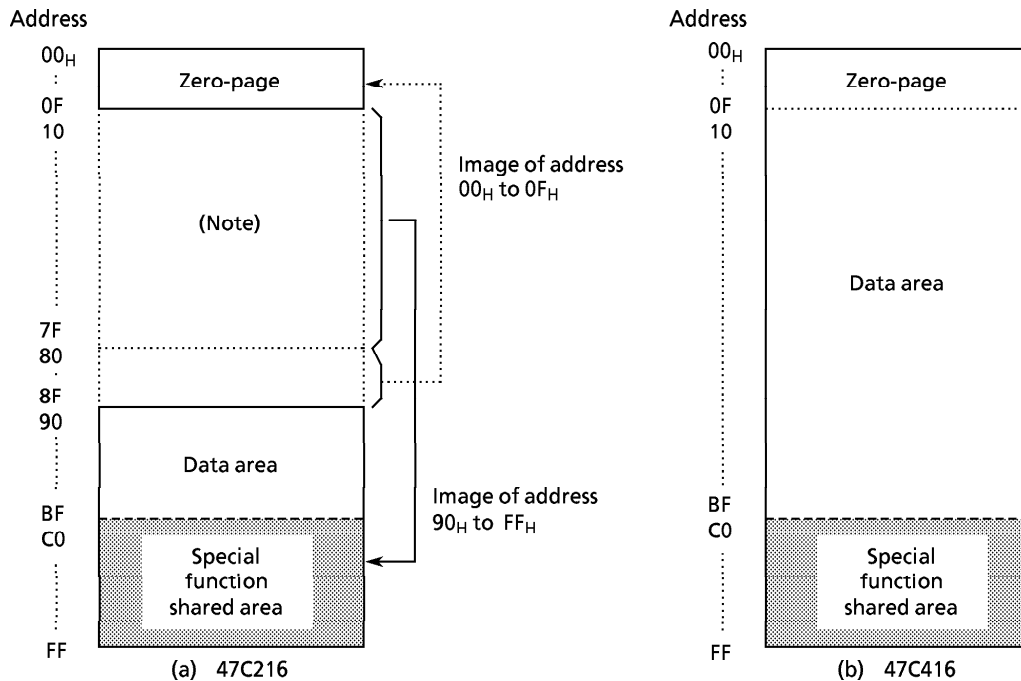 Address
00H
0F
10
7F
80
8F
90
BF
C0
FF
Zero-page
(Note)
Data area
Special
function
shared area
Image of address
00H to 0FH
Image of address
90H to FFH
(a) 47C216
Address
00H
0F
10
BF
C0
FF
Zero-page
Data area
Special
function
shared area
(b) 47C416